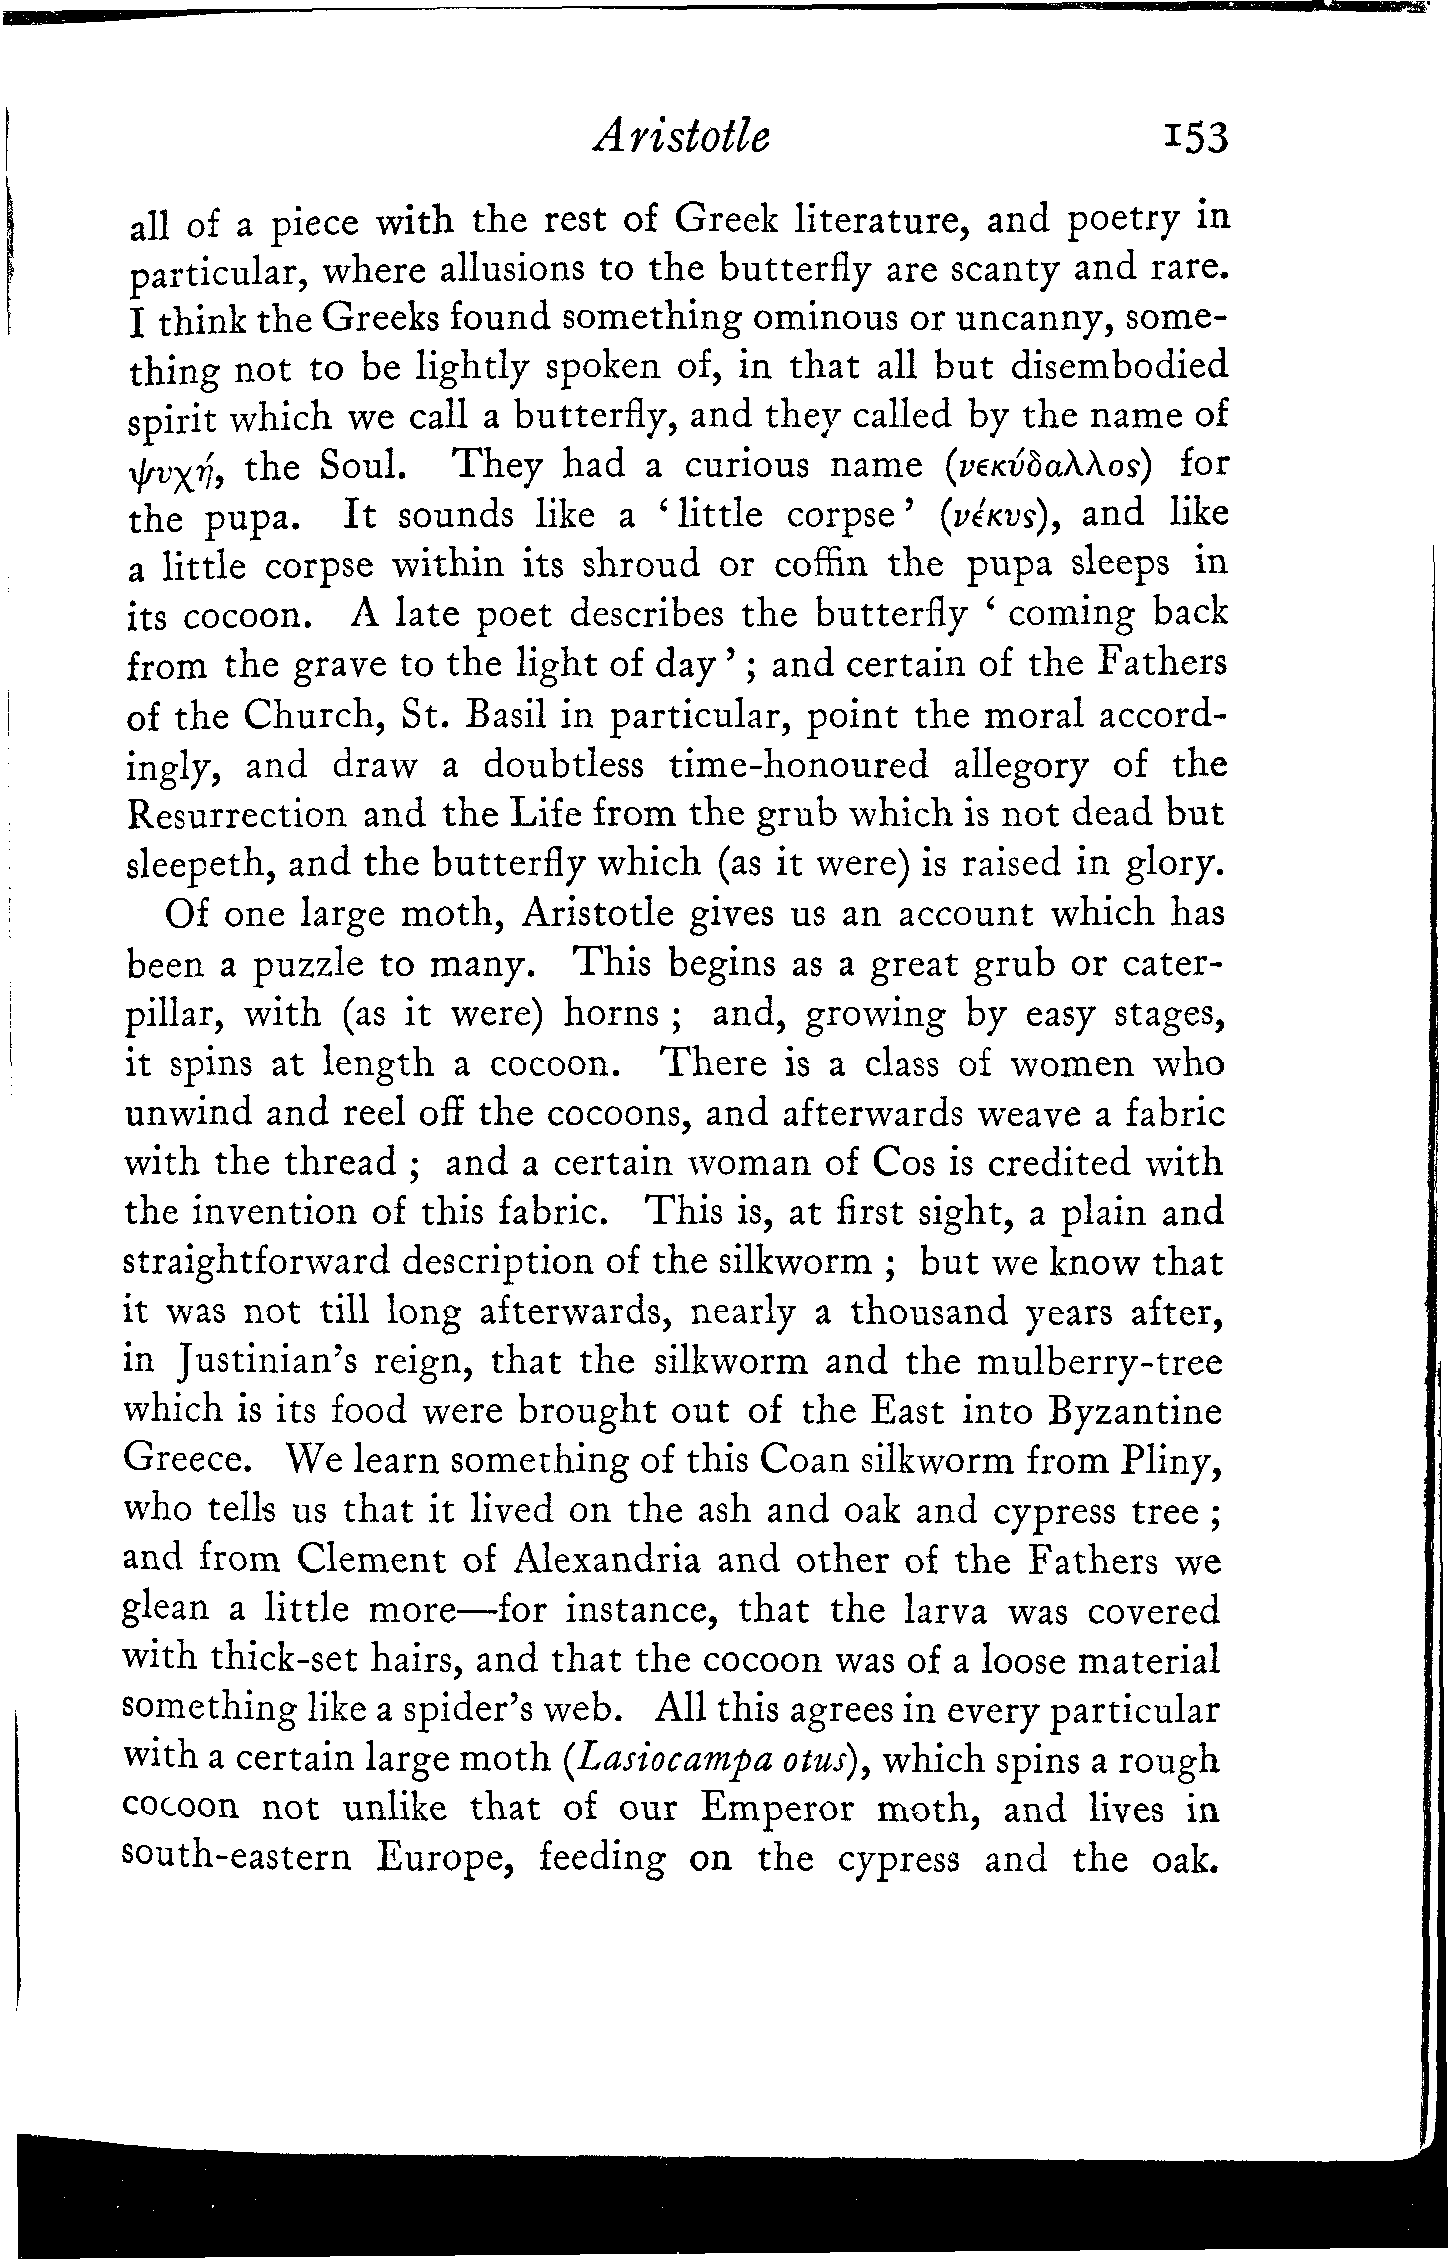 Aristotle 153
all of a piece with the rest of Greek literature, and poetry in
particular, where allusions to the butterfly are scanty and rare.
I think the Greeks found something ominous or uncanny, some-
thing not to be lightly spoken of, in that all but disembodied
spirit which we call a butterfly, and they called by the name of
ψυχή, the Soul. They had a curious name (νεκύδαλλος) for
the pupa. It sounds like a ‘ little corpse ’ (νέκυς), and like
a little corpse within its shroud or coffin the pupa sleeps in
its cocoon. A late poet describes the butterfly ‘ coming back
from the grave to the light of day ’ ; and certain of the Fathers
of the Church, St. Basil in particular, point the moral accord-
ingly, and draw a doubtless time-honoured allegory of the
Resurrection and the Life from the grub which is not dead but
sleepeth, and the butterfly which (as it were) is raised in glory.
Of one large moth, Aristotle gives us an account which has
been a puzzle to many. This begins as a great grub or cater-
pillar, with (as it were) horns ; and, growing by easy stages,
it spins at length a cocoon. There is a class of women who
unwind and reel off the cocoons, and afterwards weave a fabric
with the thread ; and a certain woman of Cos is credited with
the invention of this fabric. This is, at first sight, a plain and
straightforward description of the silkworm ; but we know that
it was not till long afterwards, nearly a thousand years after,
in Justinian’s reign, that the silkworm and the mulberry-tree
which is its food were brought out of the East into Byzantine
Greece. We learn something of this Coan silkworm from Pliny,
who tells us that it lived on the ash and oak and cypress tree ;
and from Clement of Alexandria and other of the Fathers we
glean a little more—for instance, that the larva was covered
with thick-set hairs, and that the cocoon was of a loose material
something like a spider’s web. All this agrees in every particular
with a certain large moth (Lasiocampa otus), which spins a rough
cocoon not unlike that of our Emperor moth, and lives in
south-eastern Europe, feeding on the cypress and the oak.